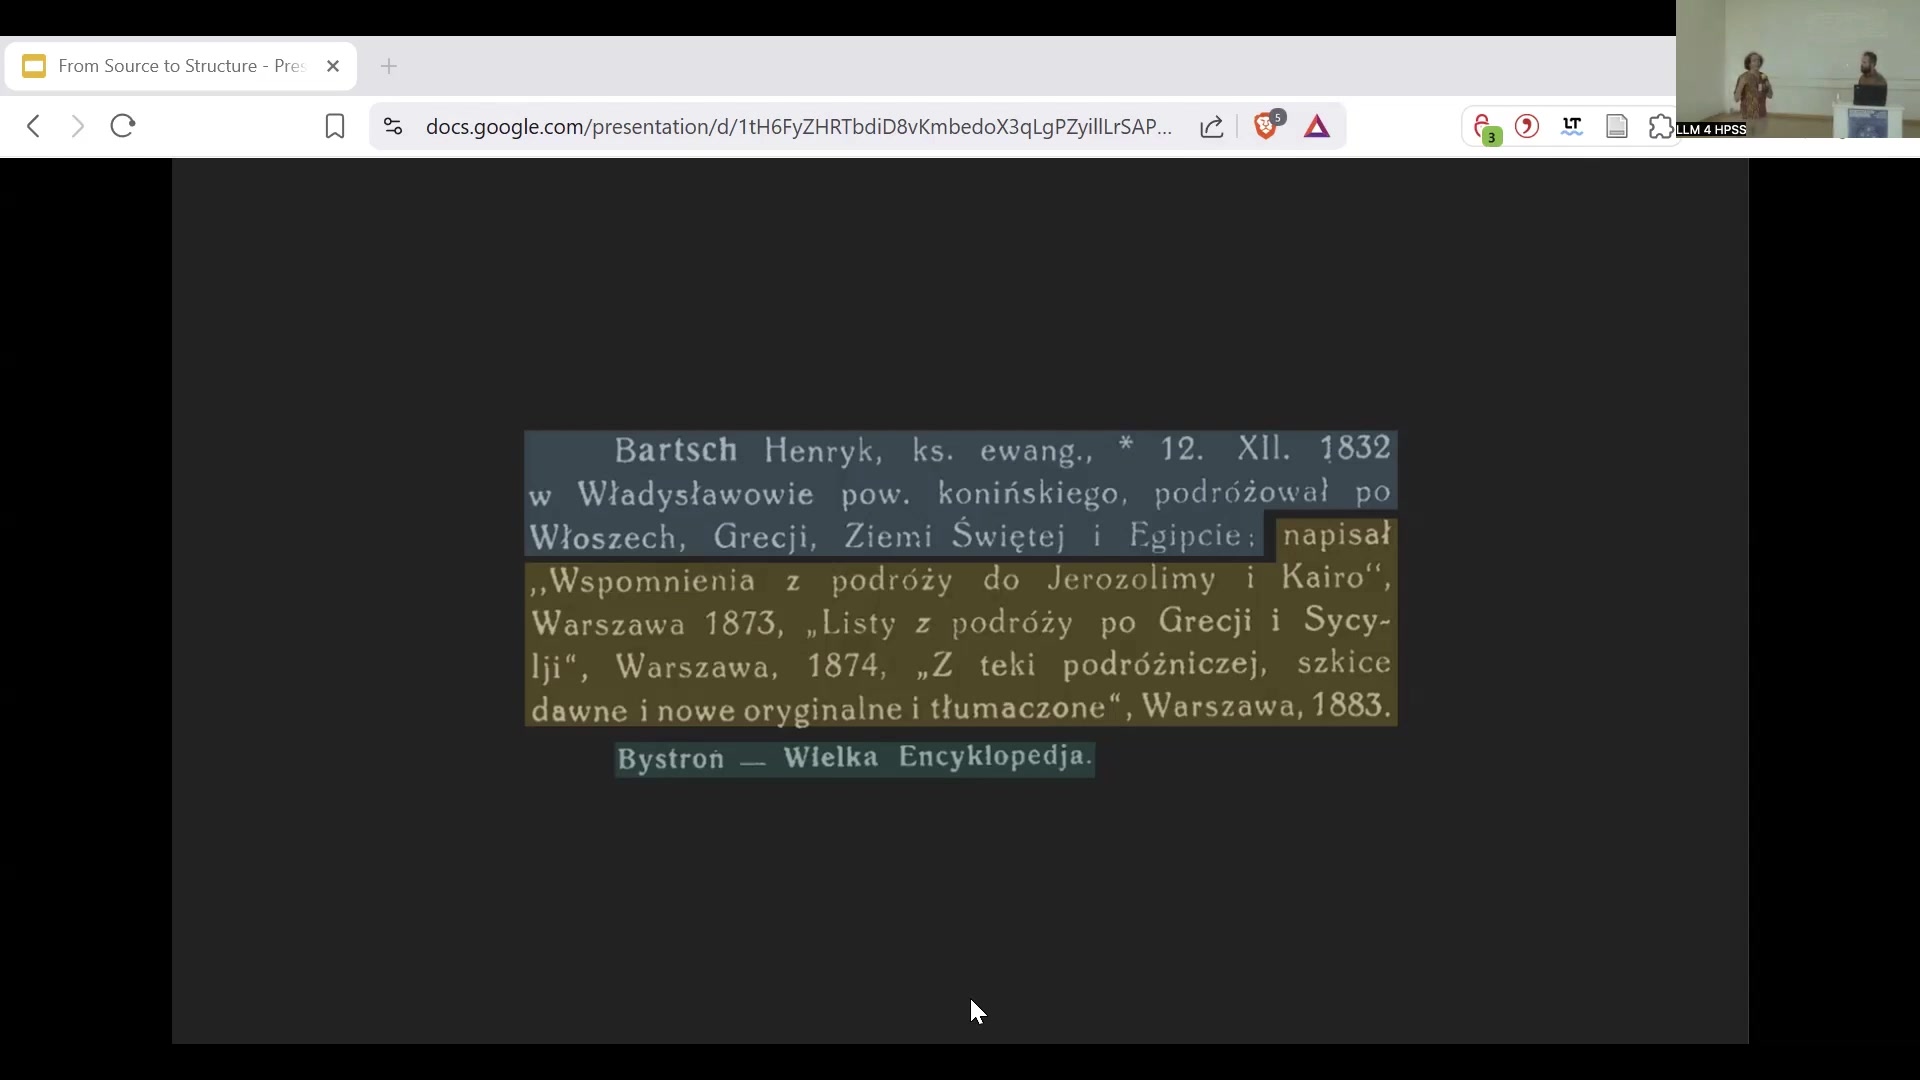 From Source to Structure - Pres
docs.google.com/presentation/d/1tH6FyZHRTbdiD8vKmbedoX3qLgPZyillLrSAP...
5
3
LT
LLM 4 HPSS
Bartsch Henryk, ks. ewang., * 12. XII. 1832
w Władysławowie pow. konińskiego, podróżował po
Włoszech, Grecji, Ziemi Świętej i Egipcie; napisał
,,Wspomnienia z podróży do Jerozolimy i Kairo‘‘,
Warszawa 1873, „Listy z podróży po Grecji i Sycy-
lji“, Warszawa, 1874, „Z teki podróżniczej, szkice
dawne i nowe oryginalne i tłumaczone“, Warszawa, 1883.
Bystroń — Wielka Encyklopedja.